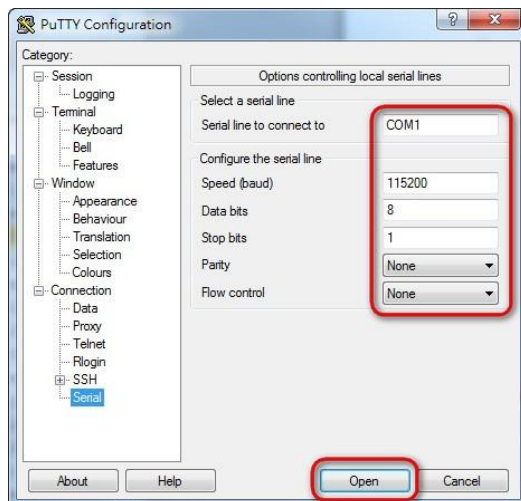 PuTTY Configuration
Category:
Session
Logging
Terminal
Keyboard
Bell
Features
Window
Appearance
Behaviour
Translation
Selection
Colours
Connection
Data
Proxy
Telnet
Rlogin
SSH
Serial
Options controlling local serial lines
Select a serial line
Serial line to connect to COM1
Configure the serial line
Speed (baud) 115200
Data bits 8
Stop bits 1
Parity None
Flow control None
About Help Open Cancel